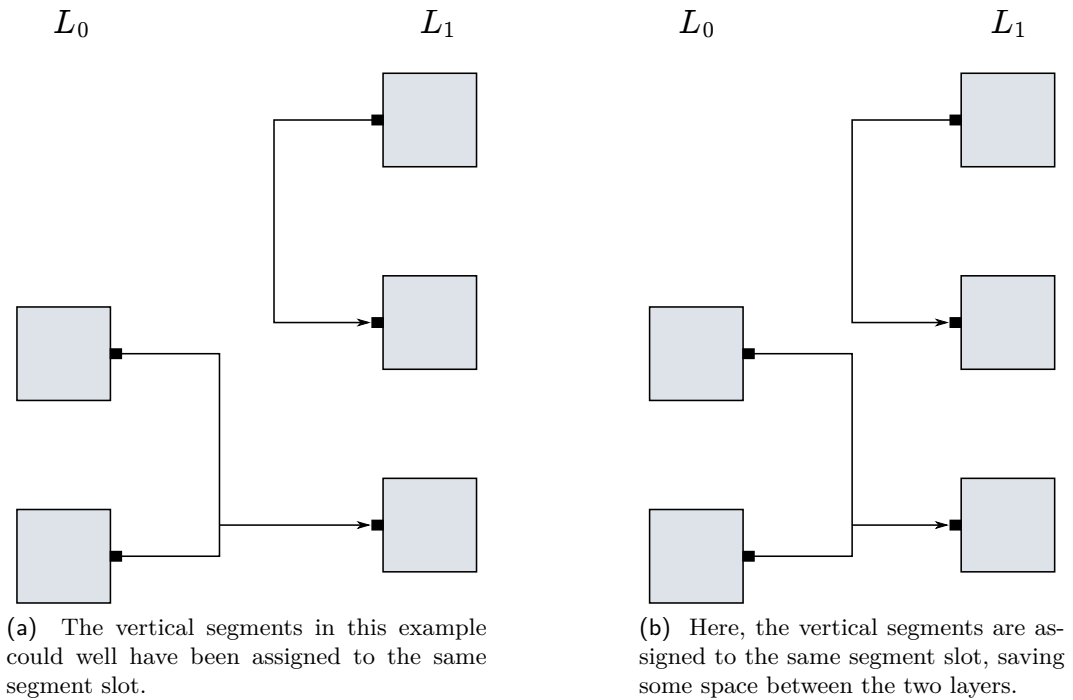 L₀ L₁ L₀ L₁
(a) The vertical segments in this example
could well have been assigned to the same
segment slot.
(b) Here, the vertical segments are as-
signed to the same segment slot, saving
some space between the two layers.